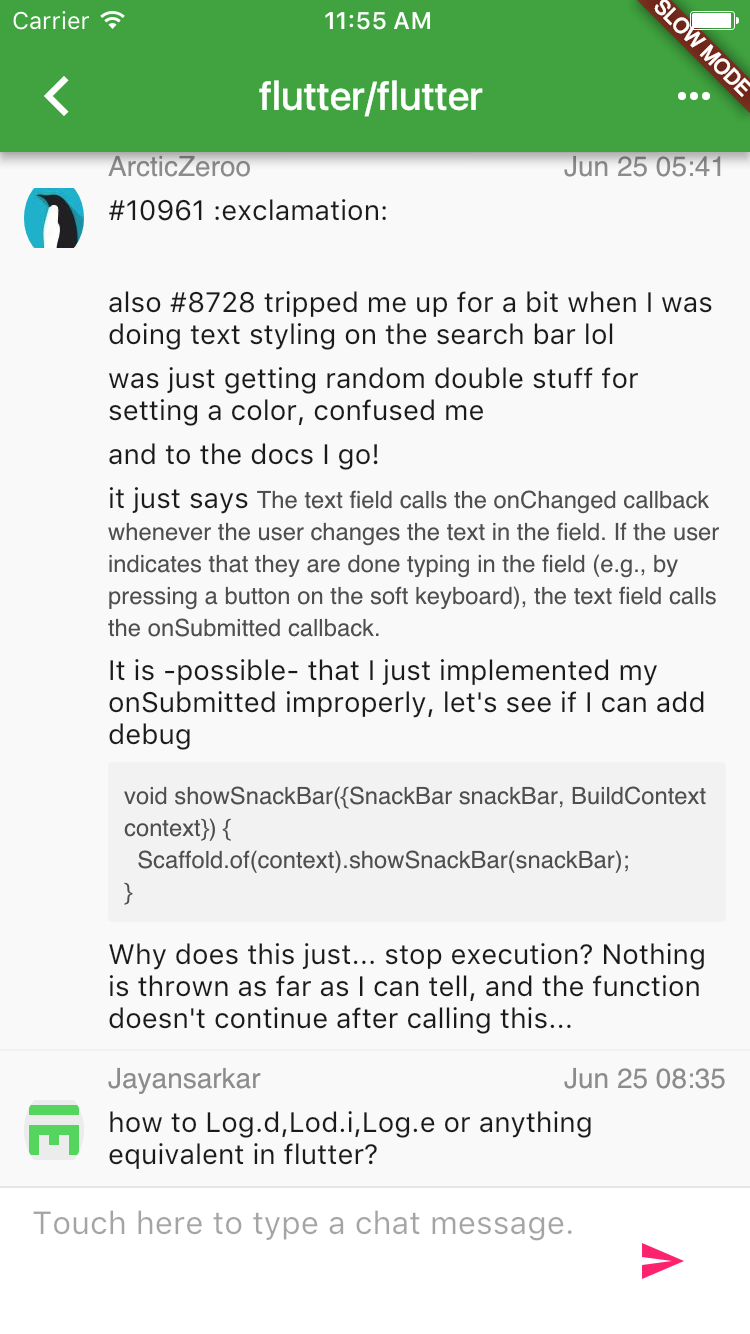 Carrier 11:55 AM
SLOW MODE
flutter/flutter
ArcticZeroo Jun 25 05:41
#10961 :exclamation:
also #8728 tripped me up for a bit when I was
doing text styling on the search bar lol
was just getting random double stuff for
setting a color, confused me
and to the docs I go!
it just says The text field calls the onChanged callback
whenever the user changes the text in the field. If the user
indicates that they are done typing in the field (e.g., by
pressing a button on the soft keyboard), the text field calls
the onSubmitted callback.
It is -possible- that I just implemented my
onSubmitted improperly, let's see if I can add
debug
void showSnackBar({SnackBar snackBar, BuildContext
context}) {
  Scaffold.of(context).showSnackBar(snackBar);
}
Why does this just... stop execution? Nothing
is thrown as far as I can tell, and the function
doesn't continue after calling this...
Jayansarkar Jun 25 08:35
how to Log.d,Lod.i,Log.e or anything
equivalent in flutter?
Touch here to type a chat message.